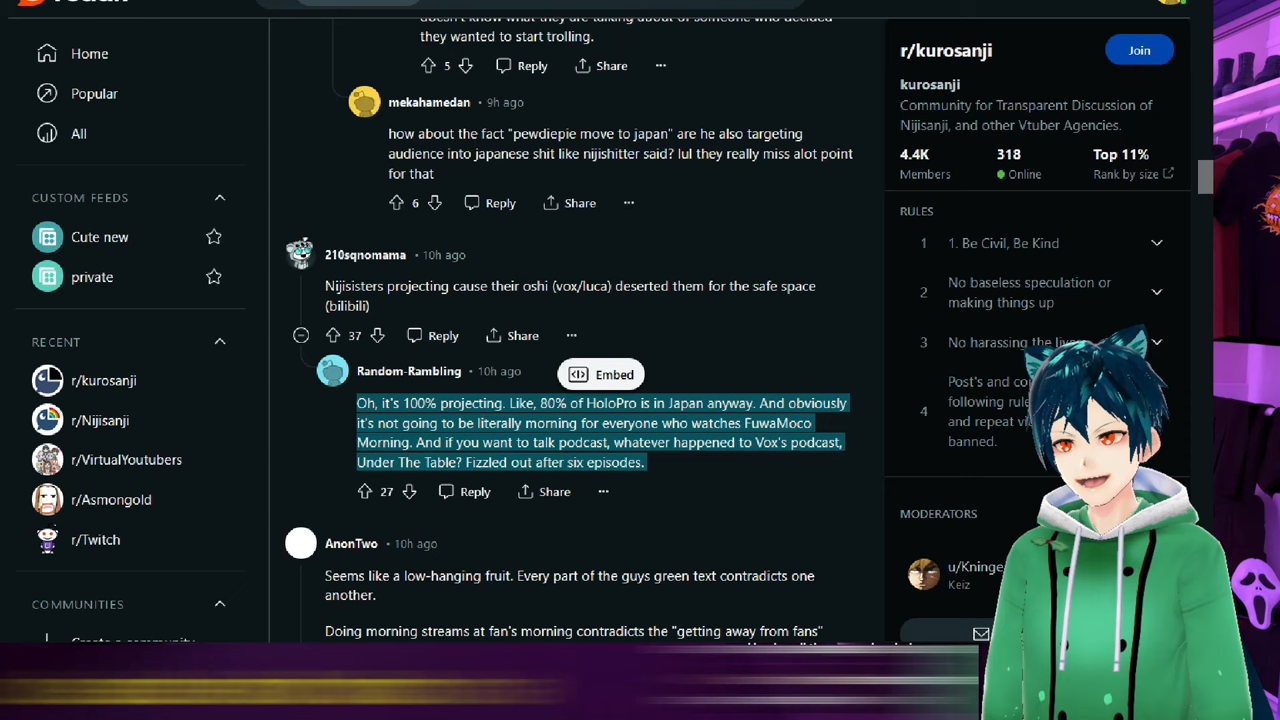 Home
Popular
All
CUSTOM FEEDS
Cute new
private
RECENT
r/kurosanji
r/Nijisanji
r/VirtualYoutubers
r/Asmongold
r/Twitch
COMMUNITIES
doesn't know what they are talking about or someone who decided
they wanted to start trolling.
5 Reply Share ...
mekahamedan • 9h ago
how about the fact "pewdiepie move to japan" are he also targeting
audience into japanese shit like nijishitter said? lul they really miss alot point
for that
6 Reply Share ...
210sqnomama • 10h ago
Nijisisters projecting cause their oshi (vox/luca) deserted them for the safe space
(bilibili)
37 Reply Share ...
Random-Rambling • 10h ago
Embed
Oh, it's 100% projecting. Like, 80% of HoloPro is in Japan anyway. And obviously
it's not going to be literally morning for everyone who watches FuwaMoco
Morning. And if you want to talk podcast, whatever happened to Vox's podcast,
Under The Table? Fizzled out after six episodes.
27 Reply Share ...
AnonTwo • 10h ago
Seems like a low-hanging fruit. Every part of the guys green text contradicts one
another.
Doing morning streams at fan's morning contradicts the "getting away from fans"
r/kurosanji
Join
kurosanji
Community for Transparent Discussion of
Nijisanji, and other Vtuber Agencies.
4.4K 318 Top 11%
Members Online Rank by size
RULES
1 1. Be Civil, Be Kind
2 No baseless speculation or
making things up
3 No harassing the
4 Post's and
following
and repeat
banned.
MODERATORS
u/Kninge
Keiz